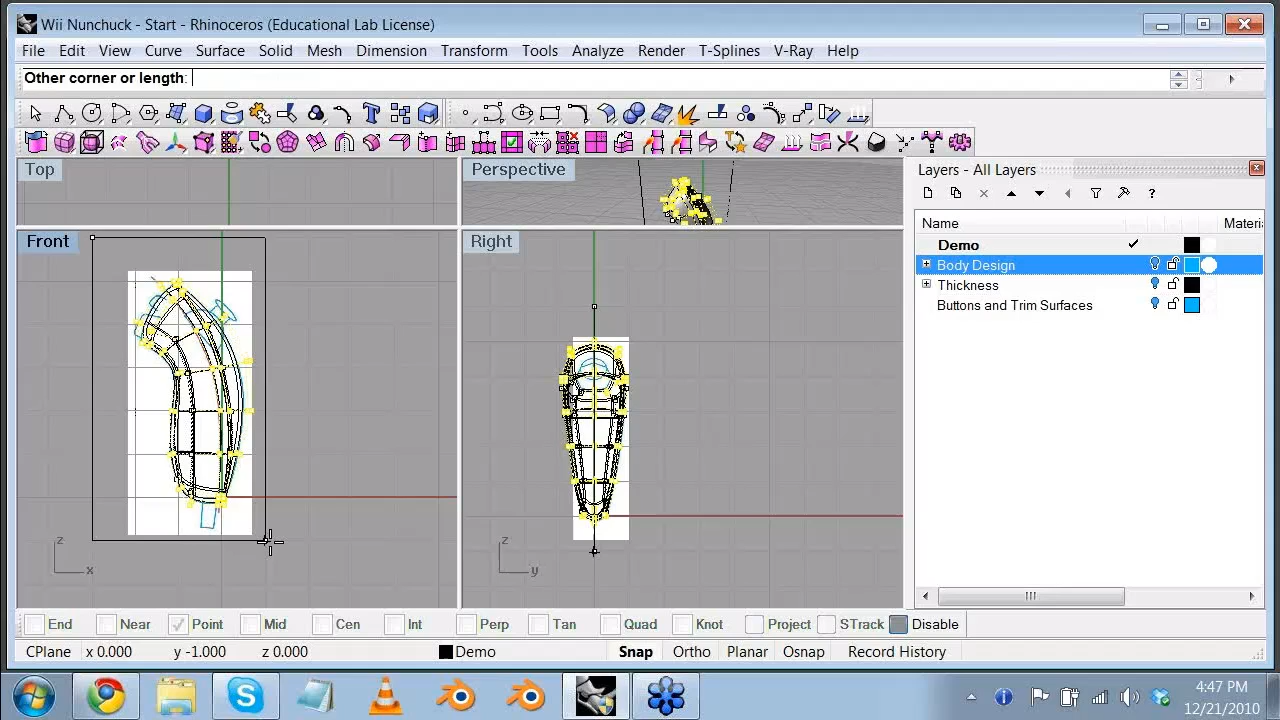 Wii Nunchuck - Start - Rhinoceros (Educational Lab License)
File Edit View Curve Surface Solid Mesh Dimension Transform Tools Analyze Render T-Splines V-Ray Help
Other corner or length:
Top
Perspective
Layers - All Layers
?
Name Materi
Front
Right
Demo
Body Design
Thickness
Buttons and Trim Surfaces
z
x
z
y
End Near Point Mid Cen Int Perp Tan Quad Knot Project STrack Disable
CPlane x 0.000 y -1.000 z 0.000 Demo Snap Ortho Planar Osnap Record History
4:47 PM
12/21/2010